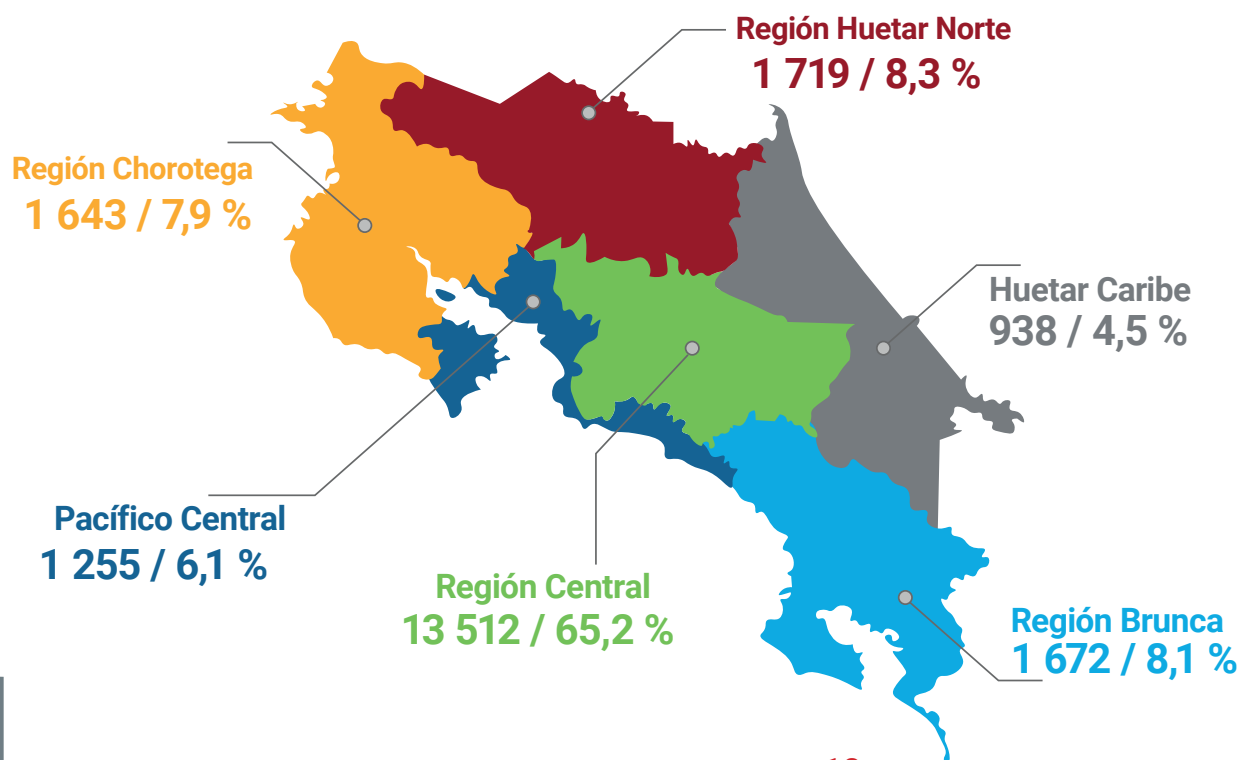 Región Huetar Norte
1 719 / 8,3 %
Región Chorotega
1 643 / 7,9 %
Huetar Caribe
938 / 4,5 %
Pacífico Central
1 255 / 6,1 %
Región Central
13 512 / 65,2 %
Región Brunca
1 672 / 8,1 %